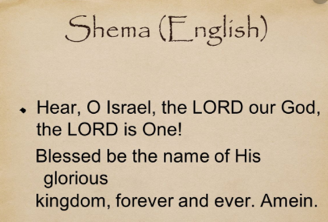 Shema (English)
Hear, O Israel, the LORD our God,
the LORD is One!
Blessed be the name of His
glorious
kingdom, forever and ever. Amein.